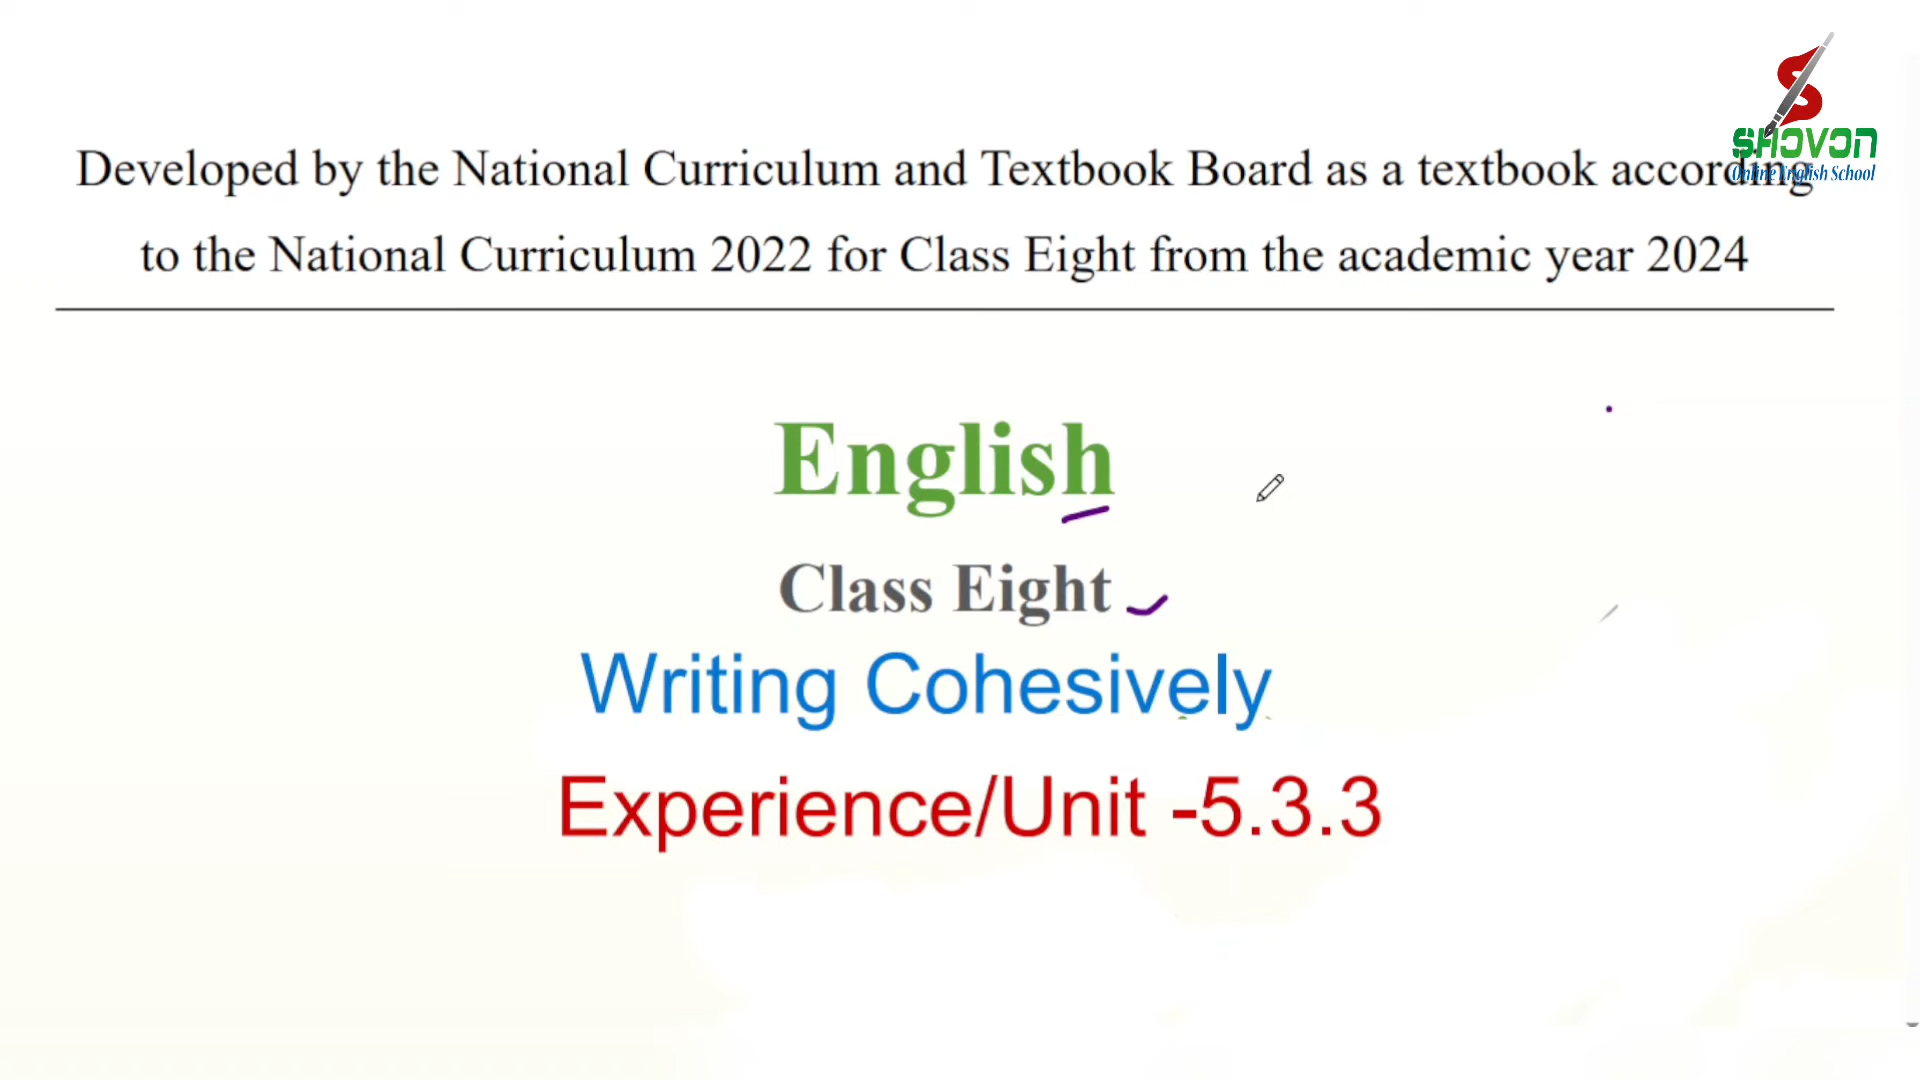 SHOVON
Online English School
Developed by the National Curriculum and Textbook Board as a textbook according
to the National Curriculum 2022 for Class Eight from the academic year 2024
English
Class Eight
Writing Cohesively
Experience/Unit -5.3.3